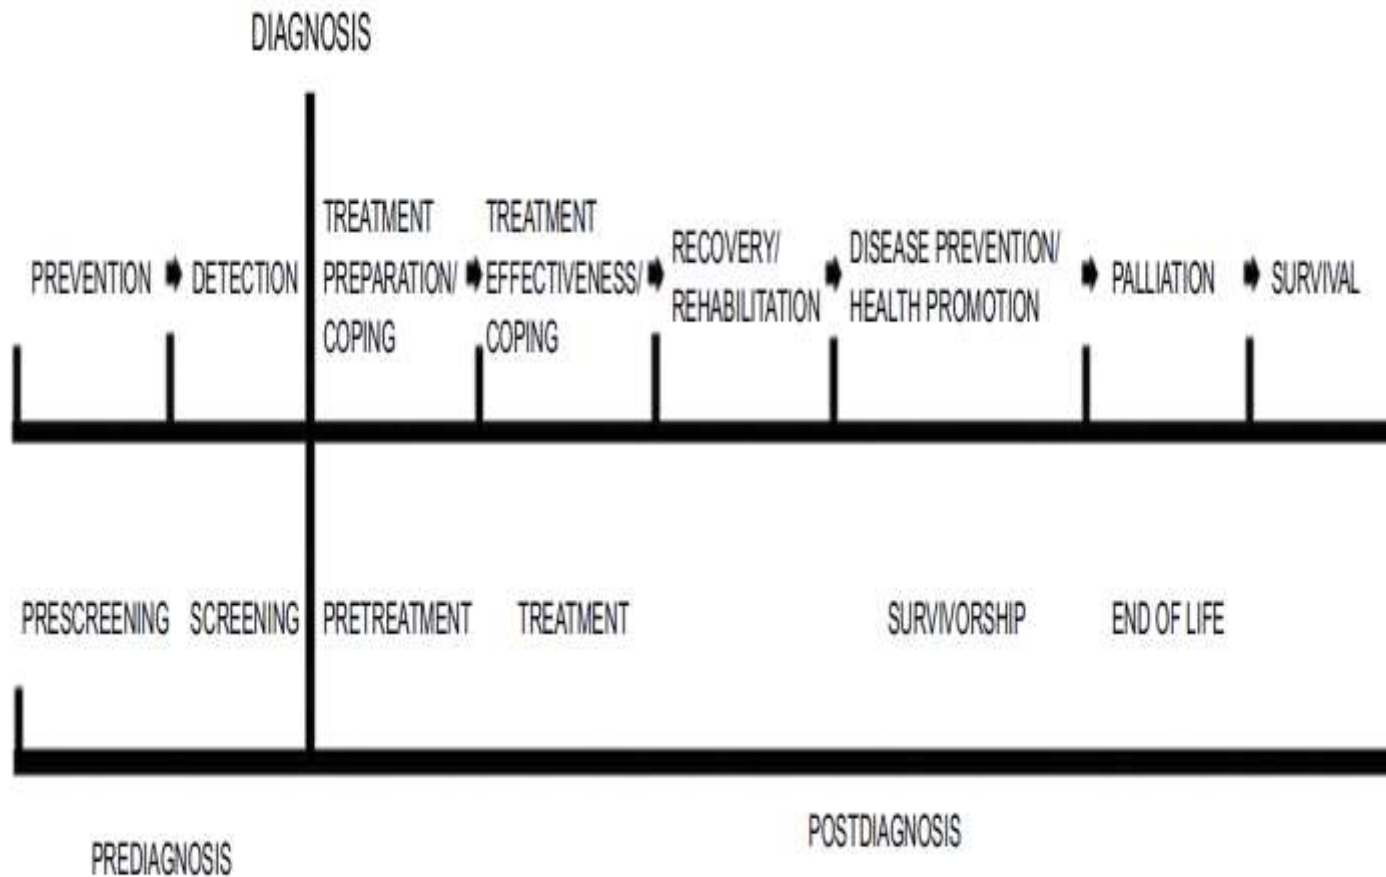 DIAGNOSIS
PREVENTION
DETECTION
TREATMENT
PREPARATION/
COPING
TREATMENT
EFFECTIVENESS/
COPING
RECOVERY/
REHABILITATION
DISEASE PREVENTION/
HEALTH PROMOTION
PALLIATION
SURVIVAL
PRESCREENING
SCREENING
PRETREATMENT
TREATMENT
SURVIVORSHIP
END OF LIFE
PREDIAGNOSIS
POSTDIAGNOSIS